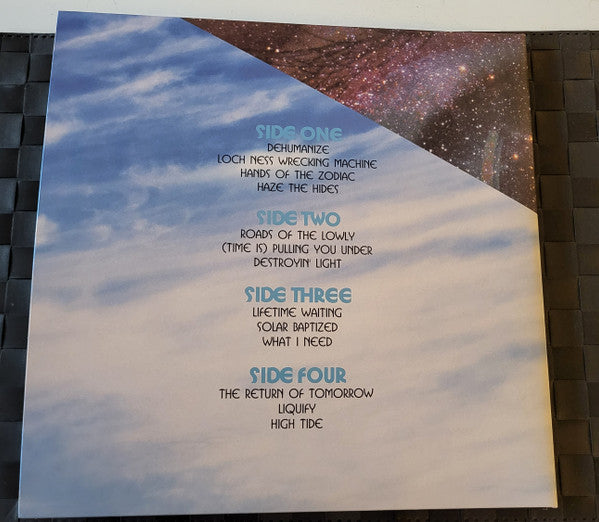 SIDE ONE
DEHUMANIZE
LOCH NESS WRECKING MACHINE
HANDS OF THE ZODIAC
HAZE THE HIDES
SIDE TWO
ROADS OF THE LOWLY
(TIME IS) PULLING YOU UNDER
DESTROYIN' LIGHT
SIDE THREE
LIFETIME WAITING
SOLAR BAPTIZED
WHAT I NEED
SIDE FOUR
THE RETURN OF TOMORROW
LIQUIFY
HIGH TIDE